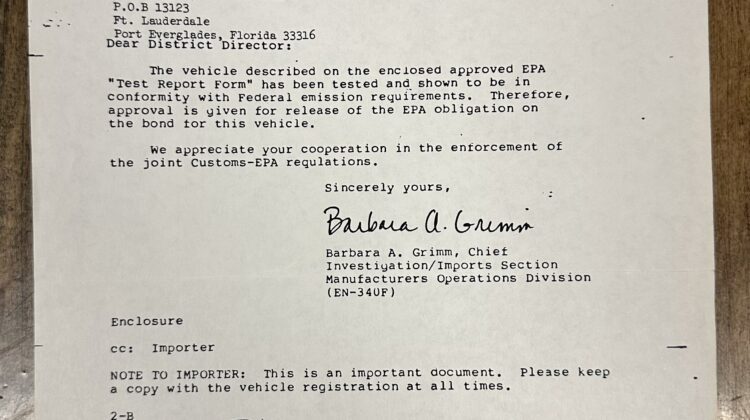 P.O.B 13123
Ft. Lauderdale
Port Everglades, Florida 33316
Dear District Director:
The vehicle described on the enclosed approved EPA
"Test Report Form" has been tested and shown to be in
conformity with Federal emission requirements. Therefore,
approval is given for release of the EPA obligation on
the bond for this vehicle.
We appreciate your cooperation in the enforcement of
the joint Customs-EPA regulations.
Sincerely yours,
Barbara A. Grimm
Barbara A. Grimm, Chief
Investigation/Imports Section
Manufacturers Operations Division
(EN-340F)
Enclosure
cc: Importer
NOTE TO IMPORTER: This is an important document. Please keep
a copy with the vehicle registration at all times.
2-B